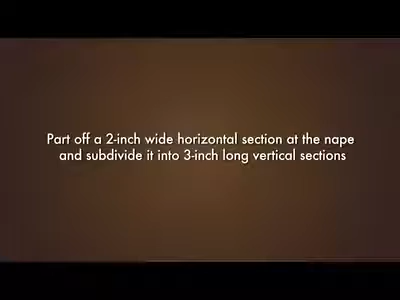 Part off a 2-inch wide horizontal section at the nape
and subdivide it into 3-inch long vertical sections